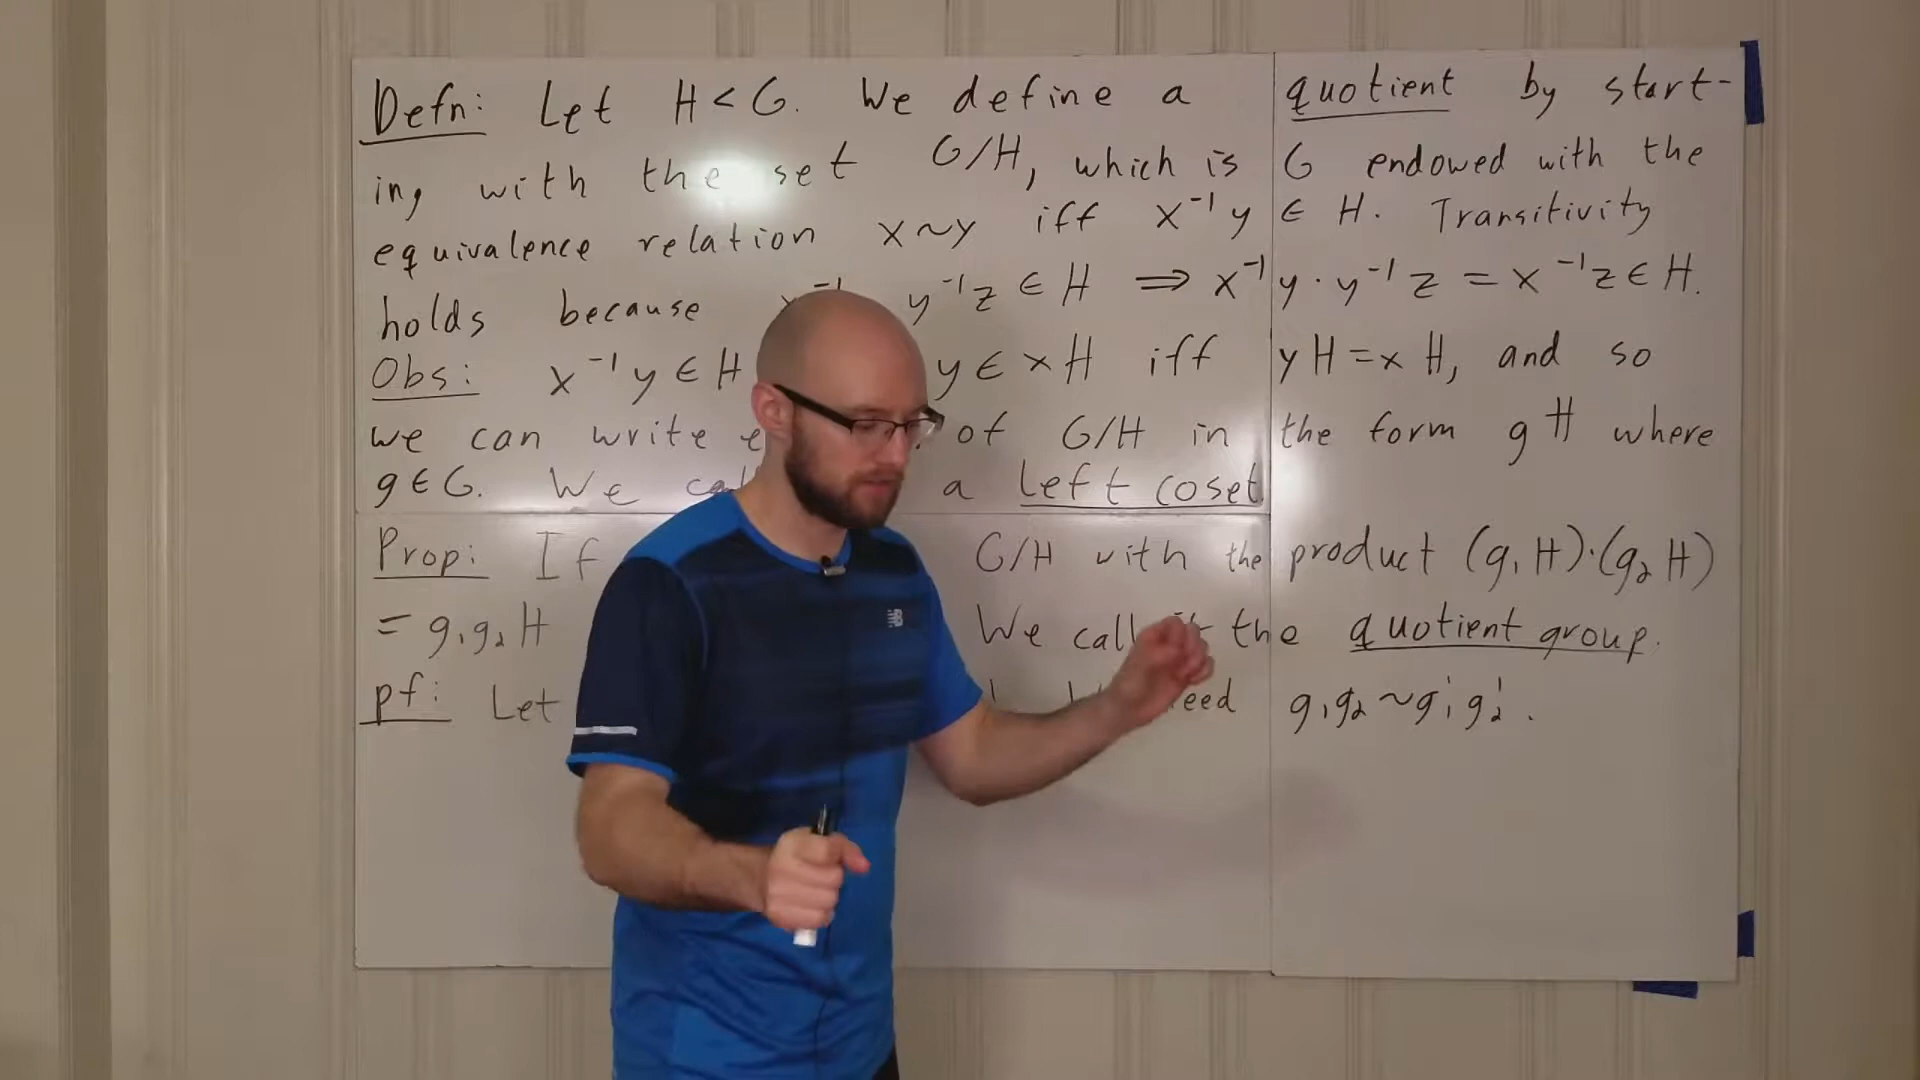 Defn: Let H < G. We define a quotient by start-
ing with the set G/H, which is G endowed with the
equivalence relation x~y iff x⁻¹y ∈ H. Transitivity
holds because y⁻¹z ∈ H ⟹ x⁻¹y · y⁻¹z = x⁻¹z ∈ H.
Obs: x⁻¹y ∈ H y ∈ xH iff yH = xH, and so
we can write of G/H in the form gH where
g ∈ G. We call a left coset
Prop: If G/H with the product (g₁H)·(g₂H)
= g₁g₂H We call it the quotient group.
pf: Let need g₁g₂ ~ g₁'g₂'.